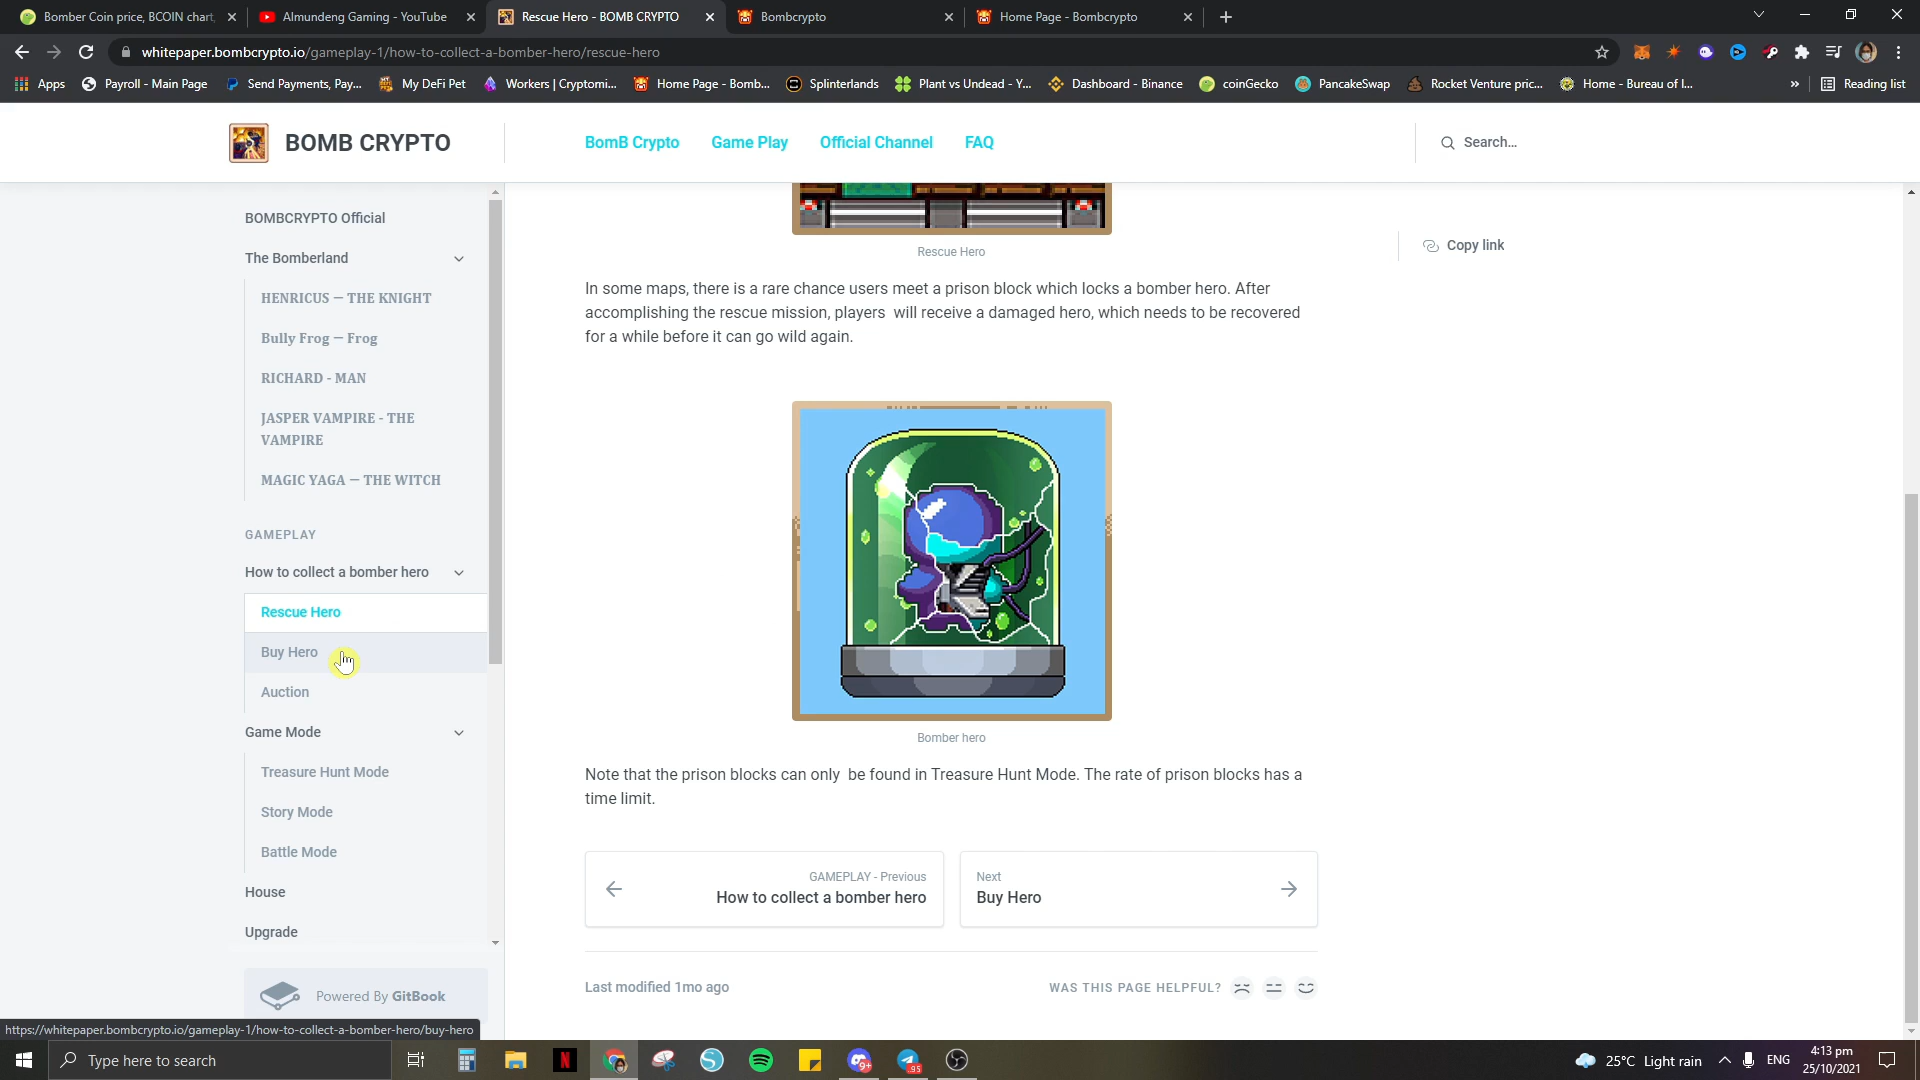 Bomber Coin price, BCOIN chart,
Almundeng Gaming - YouTube
Rescue Hero - BOMB CRYPTO
Bombcrypto
Home Page - Bombcrypto
whitepaper.bombcrypto.io/gameplay-1/how-to-collect-a-bomber-hero/rescue-hero
Apps
Payroll - Main Page
Send Payments, Pay...
My DeFi Pet
Workers | Cryptomi...
Home Page - Bomb...
Splinterlands
Plant vs Undead - Y...
Dashboard - Binance
coinGecko
PancakeSwap
Rocket Venture pric...
Home - Bureau of I...
»
Reading list
BOMB CRYPTO
BomB Crypto
Game Play
Official Channel
FAQ
Search...
BOMBCRYPTO Official
The Bomberland
HENRICUS – THE KNIGHT
Bully Frog – Frog
RICHARD - MAN
JASPER VAMPIRE - THE
VAMPIRE
MAGIC YAGA – THE WITCH
GAMEPLAY
How to collect a bomber hero
Rescue Hero
Buy Hero
Auction
Game Mode
Treasure Hunt Mode
Story Mode
Battle Mode
House
Upgrade
Powered By GitBook
Rescue Hero
In some maps, there is a rare chance users meet a prison block which locks a bomber hero. After
accomplishing the rescue mission, players will receive a damaged hero, which needs to be recovered
for a while before it can go wild again.
Bomber hero
Note that the prison blocks can only be found in Treasure Hunt Mode. The rate of prison blocks has a
time limit.
GAMEPLAY - Previous
How to collect a bomber hero
Next
Buy Hero
Last modified 1mo ago
WAS THIS PAGE HELPFUL?
Copy link
https://whitepaper.bombcrypto.io/gameplay-1/how-to-collect-a-bomber-hero/buy-hero
Type here to search
9+
95
25°C Light rain
ENG
4:13 pm
25/10/2021